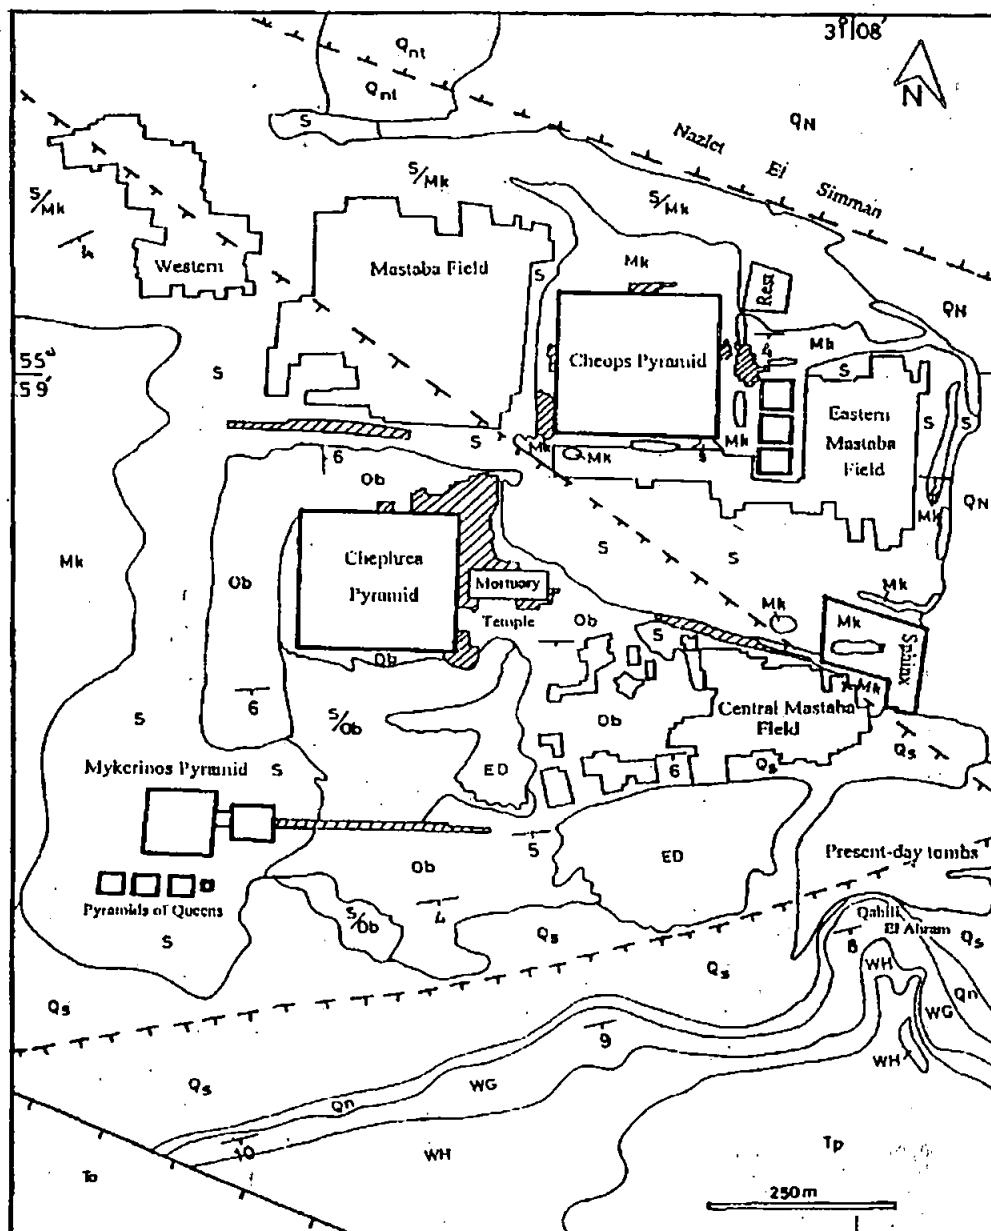 31°08'
N
Qnt
Qnt
S
QN
Nazlet
El
Simman
S/Mk
S/Mk
S/Mk
4
Western
Mastaba Field
S
Mk
Rest
QN
55"
59'
S
Cheops Pyramid
4
Mk
S
Eastern
Mastaba
Field
S
S
6
S
Mk
Mk
S
Mk
Ob
Mk
QN
Mk
Ob
Chephren
Pyramid
Mortuary
Temple
S
S
Mk
Mk
Mk
Ob
S
Sphinx
Mk
Ob
6
S/Ob
Ob
Central Mastaba
Field
S
Mykerinos Pyramid
S
ED
6
Qs
Qs
5
ED
Present-day tombs
Ob
4
Pyramids of Queens
S/Ob
S
Qs
Qs
Qahill
El Ahram
8
Qs
WH
Qn
WG
Qs
9
WH
Qs
Qn
WG
10
WH
Tp
250m